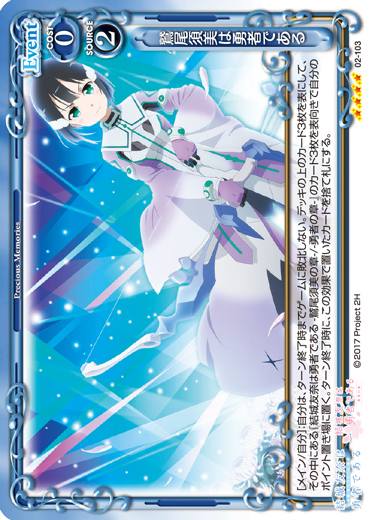 Event
COST
0
SOURCE
2
鷲尾須美は勇者である
Precious Memories
[メイン/自分]:自分は、ターン終了時までゲームに敗北しない。デッキの上のカード3枚を表にして、
その中にある『結城友奈は勇者である-鷲尾須美の章-/-勇者の章-』のカード3枚を表向きで自分の
ポイント置き場に置く。ターン終了時に、この効果で置いたカードを捨て札にする。
©2017 Project 2H
02-103